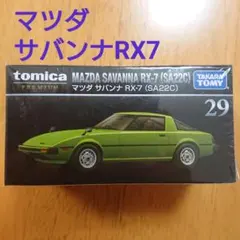 マツダ
サバンナRX7
tomica
PREMIUM
MAZDA SAVANNA RX-7 (SA22C)
マツダ サバンナ RX-7 (SA22C)
TAKARA
TOMY
29